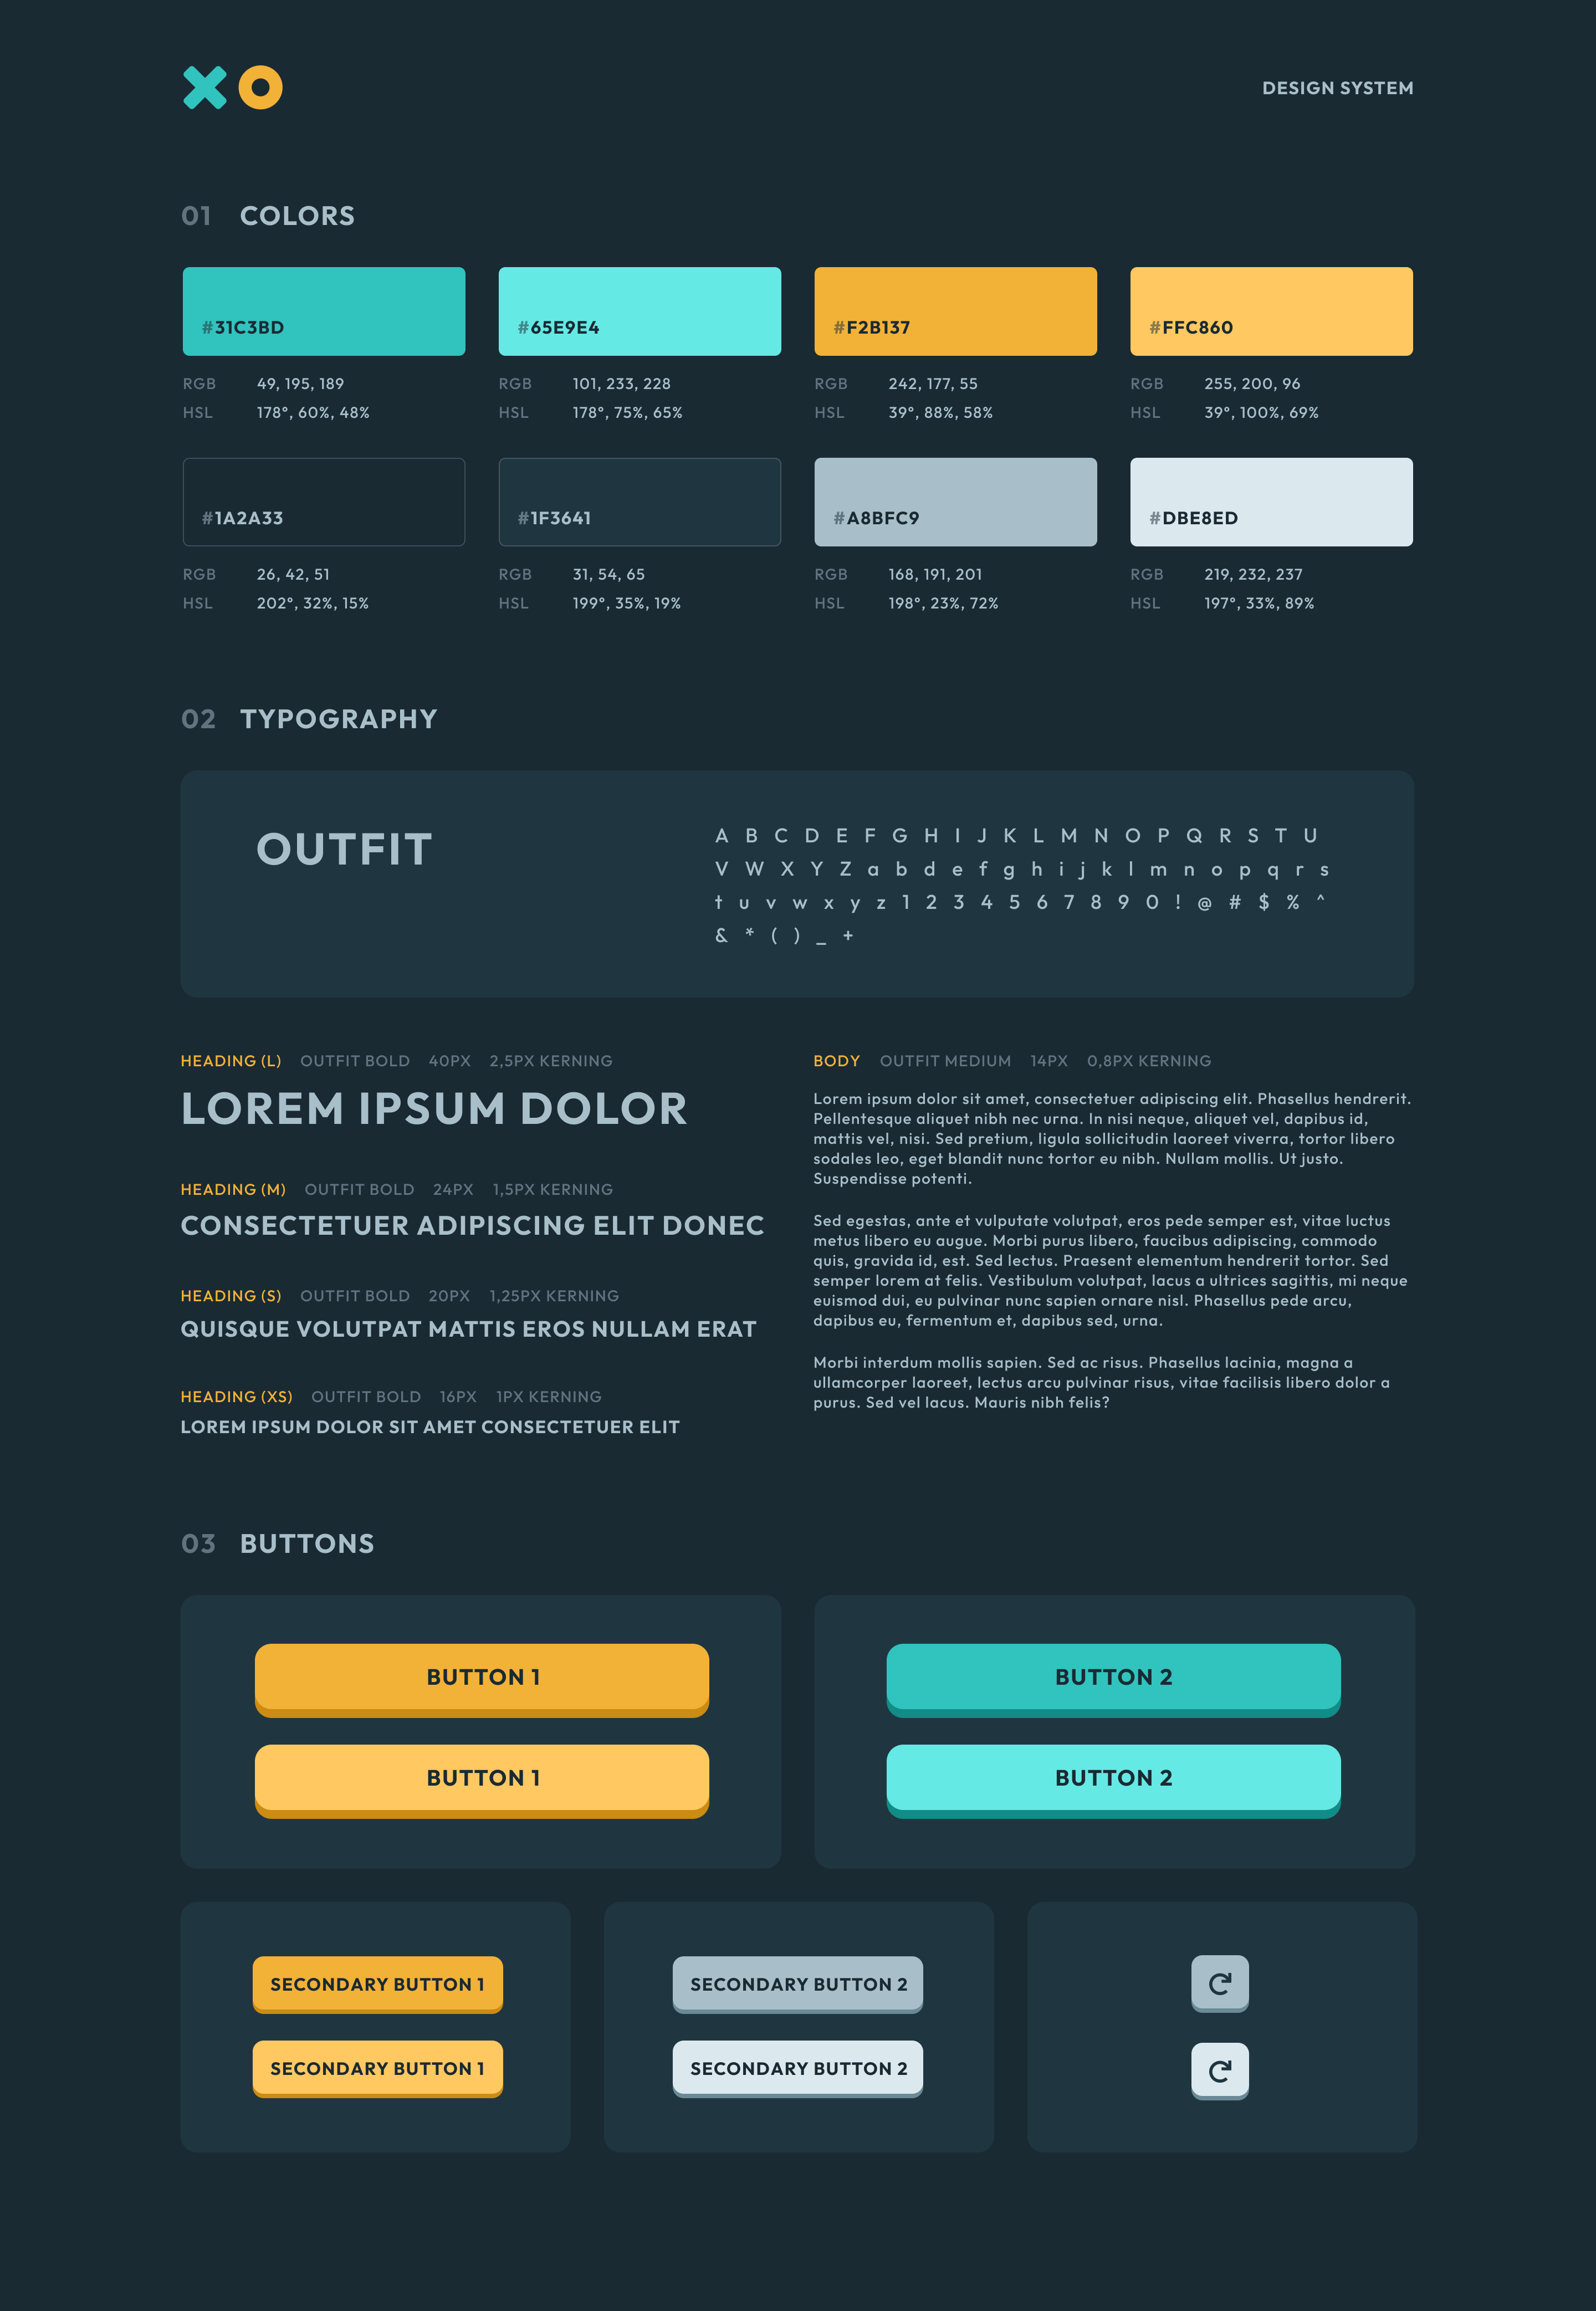 XO
DESIGN SYSTEM
01 COLORS
#31C3BD
#65E9E4
#F2B137
#FFC860
RGB 49, 195, 189
HSL 178°, 60%, 48%
RGB 101, 233, 228
HSL 178°, 75%, 65%
RGB 242, 177, 55
HSL 39°, 88%, 58%
RGB 255, 200, 96
HSL 39°, 100%, 69%
#1A2A33
#1F3641
#A8BFC9
#DBE8ED
RGB 26, 42, 51
HSL 202°, 32%, 15%
RGB 31, 54, 65
HSL 199°, 35%, 19%
RGB 168, 191, 201
HSL 198°, 23%, 72%
RGB 219, 232, 237
HSL 197°, 33%, 89%
02 TYPOGRAPHY
OUTFIT
A B C D E F G H I J K L M N O P Q R S T U
V W X Y Z a b d e f g h i j k l m n o p q r s
t u v w x y z 1 2 3 4 5 6 7 8 9 0 ! @ # $ % ^
& * ( ) _ +
HEADING (L) OUTFIT BOLD 40PX 2,5PX KERNING
LOREM IPSUM DOLOR
HEADING (M) OUTFIT BOLD 24PX 1,5PX KERNING
CONSECTETUER ADIPISCING ELIT DONEC
HEADING (S) OUTFIT BOLD 20PX 1,25PX KERNING
QUISQUE VOLUTPAT MATTIS EROS NULLAM ERAT
HEADING (XS) OUTFIT BOLD 16PX 1PX KERNING
LOREM IPSUM DOLOR SIT AMET CONSECTETUER ELIT
BODY OUTFIT MEDIUM 14PX 0,8PX KERNING
Lorem ipsum dolor sit amet, consectetuer adipiscing elit. Phasellus hendrerit.
Pellentesque aliquet nibh nec urna. In nisi neque, aliquet vel, dapibus id,
mattis vel, nisi. Sed pretium, ligula sollicitudin laoreet viverra, tortor libero
sodales leo, eget blandit nunc tortor eu nibh. Nullam mollis. Ut justo.
Suspendisse potenti.
Sed egestas, ante et vulputate volutpat, eros pede semper est, vitae luctus
metus libero eu augue. Morbi purus libero, faucibus adipiscing, commodo
quis, gravida id, est. Sed lectus. Praesent elementum hendrerit tortor. Sed
semper lorem at felis. Vestibulum volutpat, lacus a ultrices sagittis, mi neque
euismod dui, eu pulvinar nunc sapien ornare nisl. Phasellus pede arcu,
dapibus eu, fermentum et, dapibus sed, urna.
Morbi interdum mollis sapien. Sed ac risus. Phasellus lacinia, magna a
ullamcorper laoreet, lectus arcu pulvinar risus, vitae facilisis libero dolor a
purus. Sed vel lacus. Mauris nibh felis?
03 BUTTONS
BUTTON 1
BUTTON 1
BUTTON 2
BUTTON 2
SECONDARY BUTTON 1
SECONDARY BUTTON 1
SECONDARY BUTTON 2
SECONDARY BUTTON 2